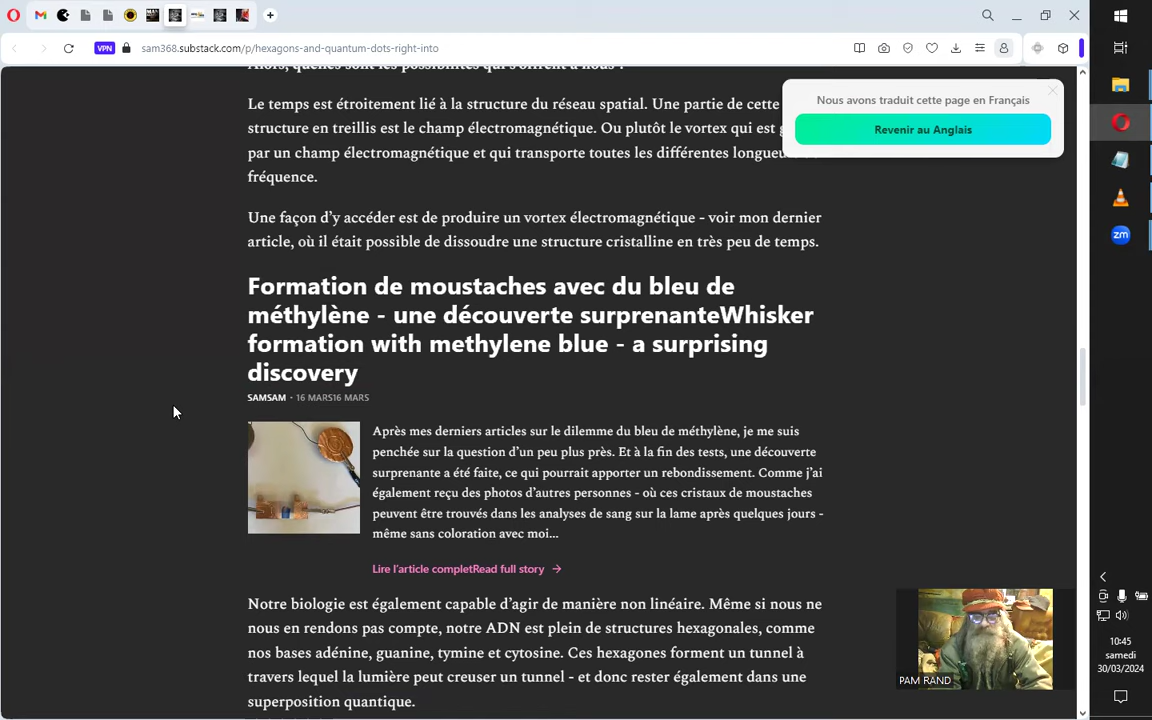 VPN
sam368.substack.com/p/hexagons-and-quantum-dots-right-into
Alors, quelles sont les possibilités qui s'offrent à nous ?
Nous avons traduit cette page en Français
Revenir au Anglais
Le temps est étroitement lié à la structure du réseau spatial. Une partie de cette
structure en treillis est le champ électromagnétique. Ou plutôt le vortex qui est
par un champ électromagnétique et qui transporte toutes les différentes
fréquence.
Une façon d'y accéder est de produire un vortex électromagnétique - voir mon dernier
article, où il était possible de dissoudre une structure cristalline en très peu de temps.
Formation de moustaches avec du bleu de
méthylène - une découverte surprenanteWhisker
formation with methylene blue - a surprising
discovery
SAMSAM · 16 MARS16 MARS
Après mes derniers articles sur le dilemme du bleu de méthylène, je me suis
penchée sur la question d'un peu plus près. Et à la fin des tests, une découverte
surprenante a été faite, ce qui pourrait apporter un rebondissement. Comme j'ai
également reçu des photos d'autres personnes - où ces cristaux de moustaches
peuvent être trouvés dans les analyses de sang sur la lame après quelques jours -
même sans coloration avec moi...
Lire l'article completRead full story →
Notre biologie est également capable d'agir de manière non linéaire. Même si nous ne
nous en rendons pas compte, notre ADN est plein de structures hexagonales, comme
nos bases adénine, guanine, tymine et cytosine. Ces hexagones forment un tunnel à
travers lequel la lumière peut creuser un tunnel - et donc rester également dans une
superposition quantique.
PAM RAND
zm
10:45
samedi
30/03/2024